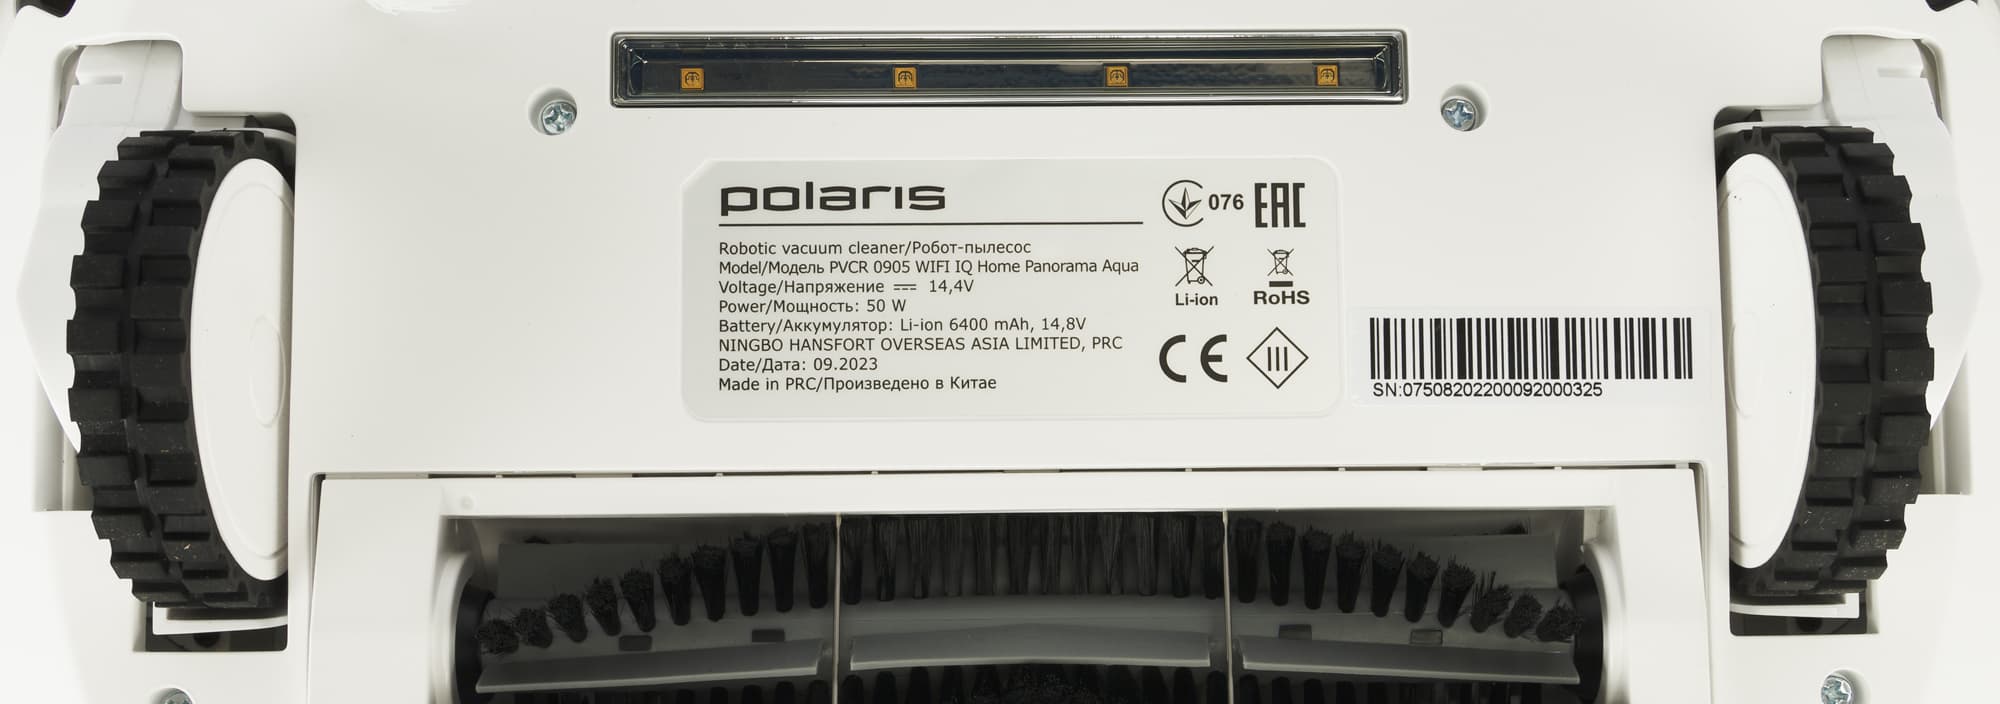 polaris
Robotic vacuum cleaner/Робот-пылесос
Model/Модель PVCR 0905 WIFI IQ Home Panorama Aqua
Voltage/Напряжение 14,4V
Power/Мощность: 50 W
Battery/Аккумулятор: Li-ion 6400 mAh, 14,8V
NINGBO HANSFORT OVERSEAS ASIA LIMITED, PRC
Date/Дата: 09.2023
Made in PRC/Произведено в Китае
076 EAC
Li-ion RoHS
CE III
SN:07508202200092000325